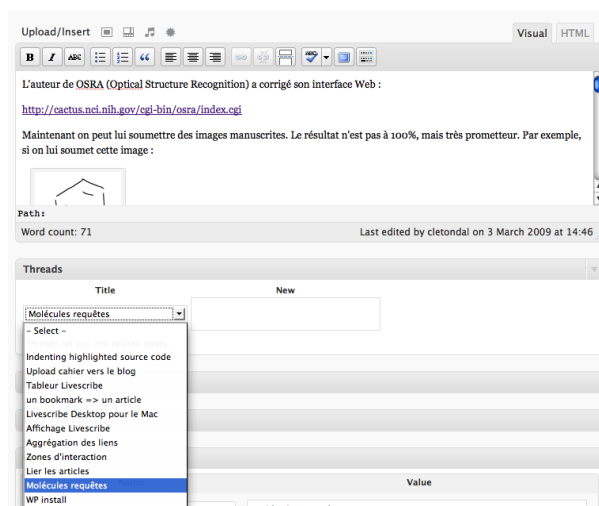 Upload/Insert
Visual HTML
B I ABC “ ABC
L'auteur de OSRA (Optical Structure Recognition) a corrigé son interface Web :
http://cactus.nci.nih.gov/cgi-bin/osra/index.cgi
Maintenant on peut lui soumettre des images manuscrites. Le résultat n'est pas à 100%, mais très prometteur. Par exemple,
si on lui soumet cette image :
Path:
Word count: 71
Last edited by cletondal on 3 March 2009 at 14:46
Threads
Title New
Molécules requêtes
– Select –
Indenting highlighted source code
Upload cahier vers le blog
Tableur Livescribe
un bookmark => un article
Livescribe Desktop pour le Mac
Affichage Livescribe
Aggrégation des liens
Zones d'interaction
Lier les articles
Value
Molécules requêtes
WP install